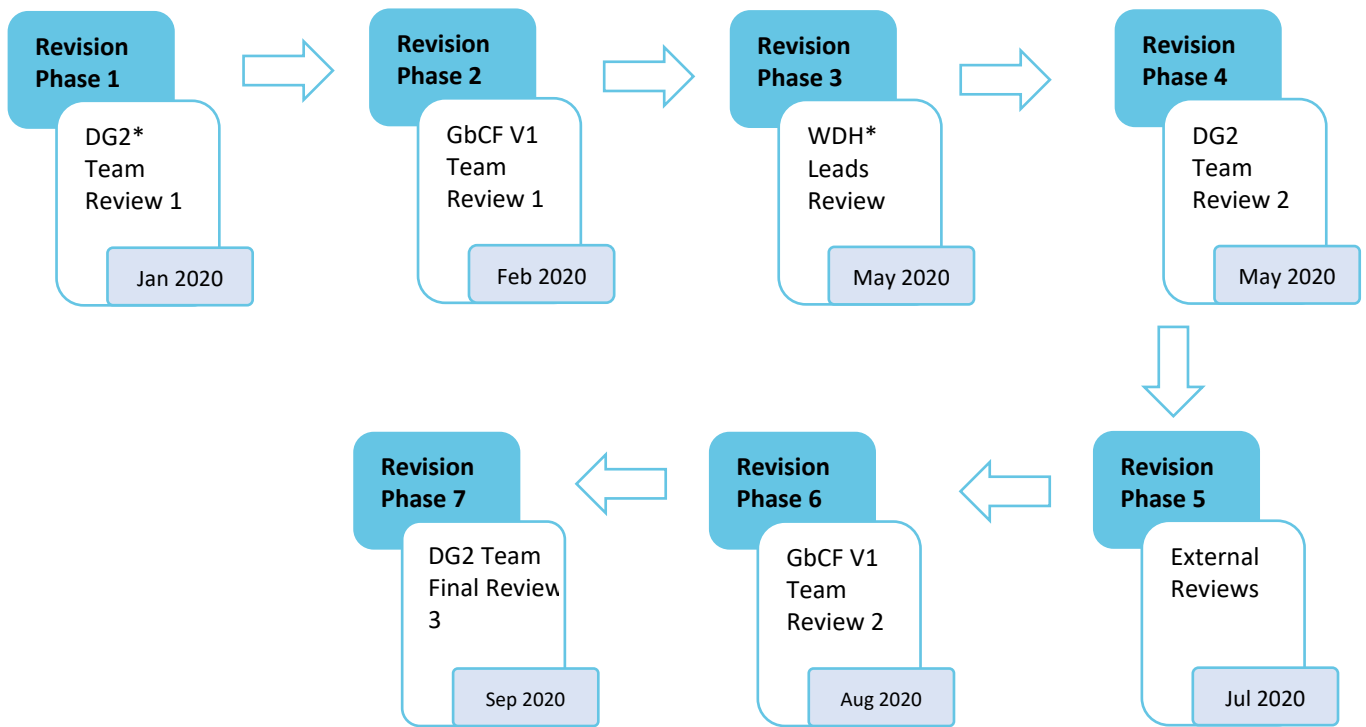 Revision
Phase 1
DG2*
Team
Review 1
Jan 2020
Revision
Phase 2
GbCF V1
Team
Review 1
Feb 2020
Revision
Phase 3
WDH*
Leads
Review
May 2020
Revision
Phase 4
DG2
Team
Review 2
May 2020
Revision
Phase 5
External
Reviews
Jul 2020
Revision
Phase 6
GbCF V1
Team
Review 2
Aug 2020
Revision
Phase 7
DG2 Team
Final Review
3
Sep 2020